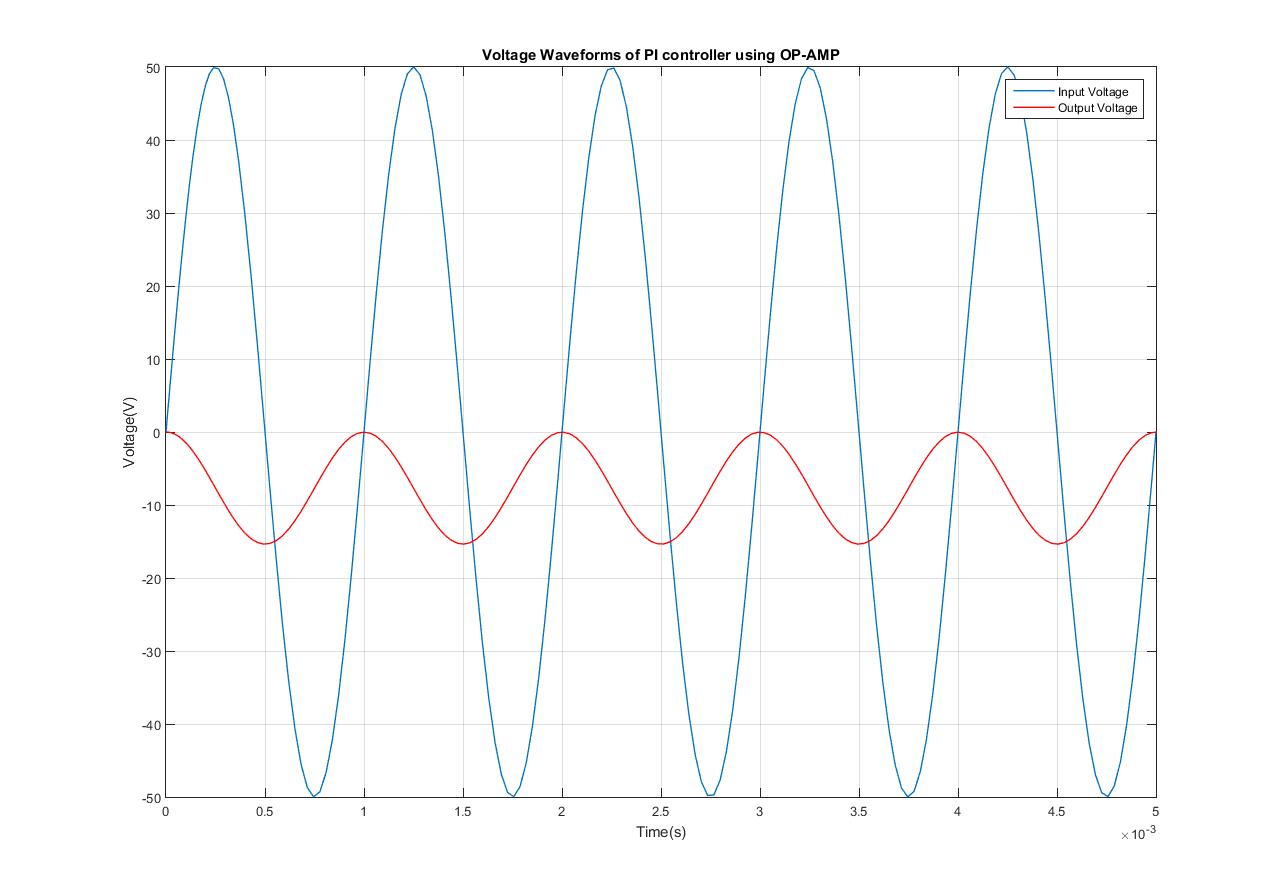 Voltage Waveforms of PI controller using OP-AMP
Input Voltage
Output Voltage
50
40
30
20
10
0
-10
-20
-30
-40
-50
Voltage(V)
0 0.5 1 1.5 2 2.5 3 3.5 4 4.5 5
Time(s)
×10-3